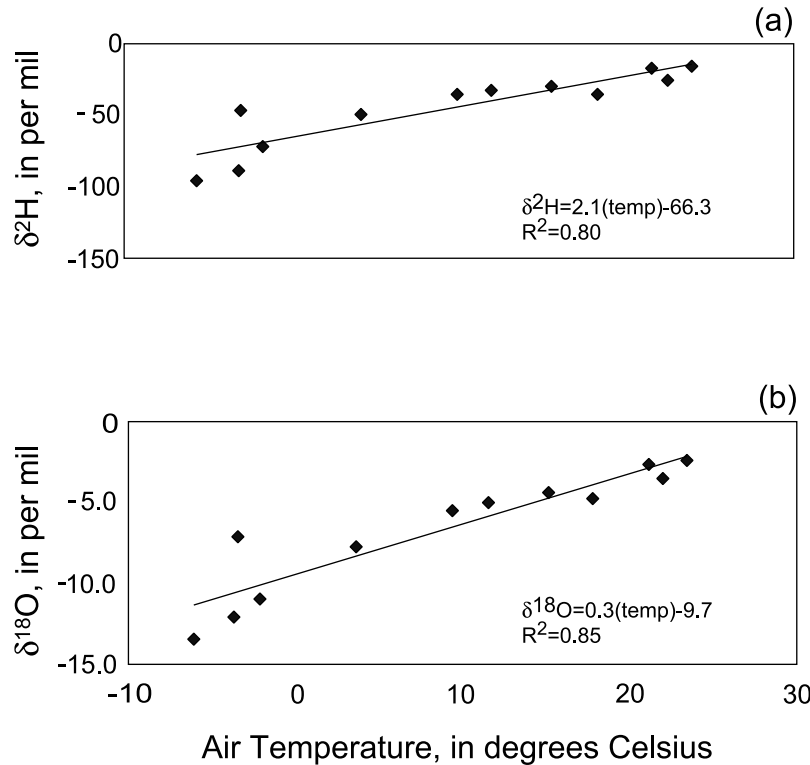 (a)
0
-50
-100
-150
δ²H, in per mil
δ²H=2.1(temp)-66.3
R²=0.80
(b)
0
-5.0
-10.0
-15.0
δ¹⁸O, in per mil
δ¹⁸O=0.3(temp)-9.7
R²=0.85
-10 0 10 20 30
Air Temperature, in degrees Celsius